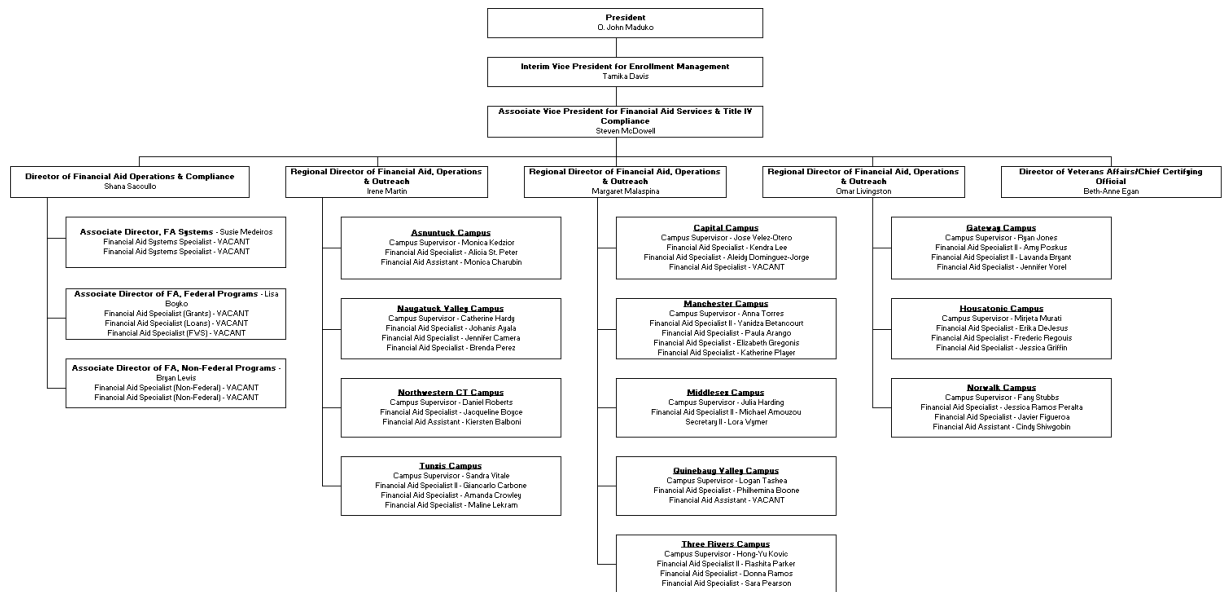 President
O. John Maduko
Interim Vice President for Enrollment Management
Tamika Davis
Associate Vice President for Financial Aid Services & Title IV
Compliance
Steven McDowell
Director of Financial Aid Operations & Compliance
Shana Saccullo
Regional Director of Financial Aid, Operations
& Outreach
Irene Martin
Regional Director of Financial Aid, Operations
& Outreach
Margaret Malaspina
Regional Director of Financial Aid, Operations
& Outreach
Omar Livingston
Director of Veterans Affairs/Chief Certifying
Official
Beth-Anne Egan
Associate Director, FA Systems - Susie Medeiros
Financial Aid Systems Specialist - VACANT
Financial Aid Systems Specialist - VACANT
Associate Director of FA, Federal Programs - Lisa
Boyko
Financial Aid Specialist (Grants) - VACANT
Financial Aid Specialist (Loans) - VACANT
Financial Aid Specialist (FWS) - VACANT
Associate Director of FA, Non-Federal Programs -
Bryan Lewis
Financial Aid Specialist (Non-Federal) - VACANT
Financial Aid Specialist (Non-Federal) - VACANT
Asnuntuck Campus
Campus Supervisor - Monica Kedzior
Financial Aid Specialist - Alicia St. Peter
Financial Aid Assistant - Monica Charubin
Naugatuck Valley Campus
Campus Supervisor - Catherine Hardy
Financial Aid Specialist - Johanis Ayala
Financial Aid Specialist - Jennifer Camera
Financial Aid Specialist - Brenda Perez
Northwestern CT Campus
Campus Supervisor - Daniel Roberts
Financial Aid Specialist - Jacqueline Boyce
Financial Aid Assistant - Kiersten Balboni
Tunxis Campus
Campus Supervisor - Sandra Vitale
Financial Aid Specialist II - Giancarlo Carbone
Financial Aid Specialist - Amanda Crowley
Financial Aid Specialist - Maline Lekram
Capital Campus
Campus Supervisor - Jose Velez-Otero
Financial Aid Specialist - Kendra Lee
Financial Aid Specialist - Aleidy Dominguez-Jorge
Financial Aid Specialist - VACANT
Manchester Campus
Campus Supervisor - Anna Torres
Financial Aid Specialist II - Yanidza Betancourt
Financial Aid Specialist - Paula Arango
Financial Aid Specialist - Elizabeth Gregonis
Financial Aid Specialist - Katherine Player
Middlesex Campus
Campus Supervisor - Julia Harding
Financial Aid Specialist II - Michael Amouzou
Secretary II - Lora Wymer
Quinebaug Valley Campus
Campus Supervisor - Logan Tashea
Financial Aid Specialist - Philhemina Boone
Financial Aid Assistant - VACANT
Three Rivers Campus
Campus Supervisor - Hong-Yu Kovic
Financial Aid Specialist II - Rashita Parker
Financial Aid Specialist - Donna Ramos
Financial Aid Specialist - Sara Pearson
Gateway Campus
Campus Supervisor - Ryan Jones
Financial Aid Specialist II - Amy Poskus
Financial Aid Specialist II - Lavanda Bryant
Financial Aid Specialist - Jennifer Vorel
Housatonic Campus
Campus Supervisor - Mirjeta Murati
Financial Aid Specialist - Erika DeJesus
Financial Aid Specialist - Frederic Regouis
Financial Aid Specialist - Jessica Griffin
Norwalk Campus
Campus Supervisor - Fany Stubbs
Financial Aid Specialist - Jessica Ramos Peralta
Financial Aid Specialist - Javier Figueroa
Financial Aid Assistant - Cindy Shiwgobin